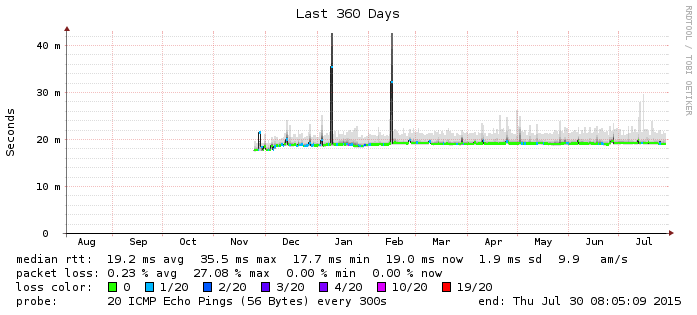 Last 360 Days
RRDTOOL / TOBI OETIKER
Seconds
40 m
30 m
20 m
10 m
0
Aug Sep Oct Nov Dec Jan Feb Mar Apr May Jun Jul
median rtt: 19.2 ms avg 35.5 ms max 17.7 ms min 19.0 ms now 1.9 ms sd 9.9 am/s
packet loss: 0.23 % avg 27.08 % max 0.00 % min 0.00 % now
loss color: 0 1/20 2/20 3/20 4/20 10/20 19/20
probe: 20 ICMP Echo Pings (56 Bytes) every 300s end: Thu Jul 30 08:05:09 2015